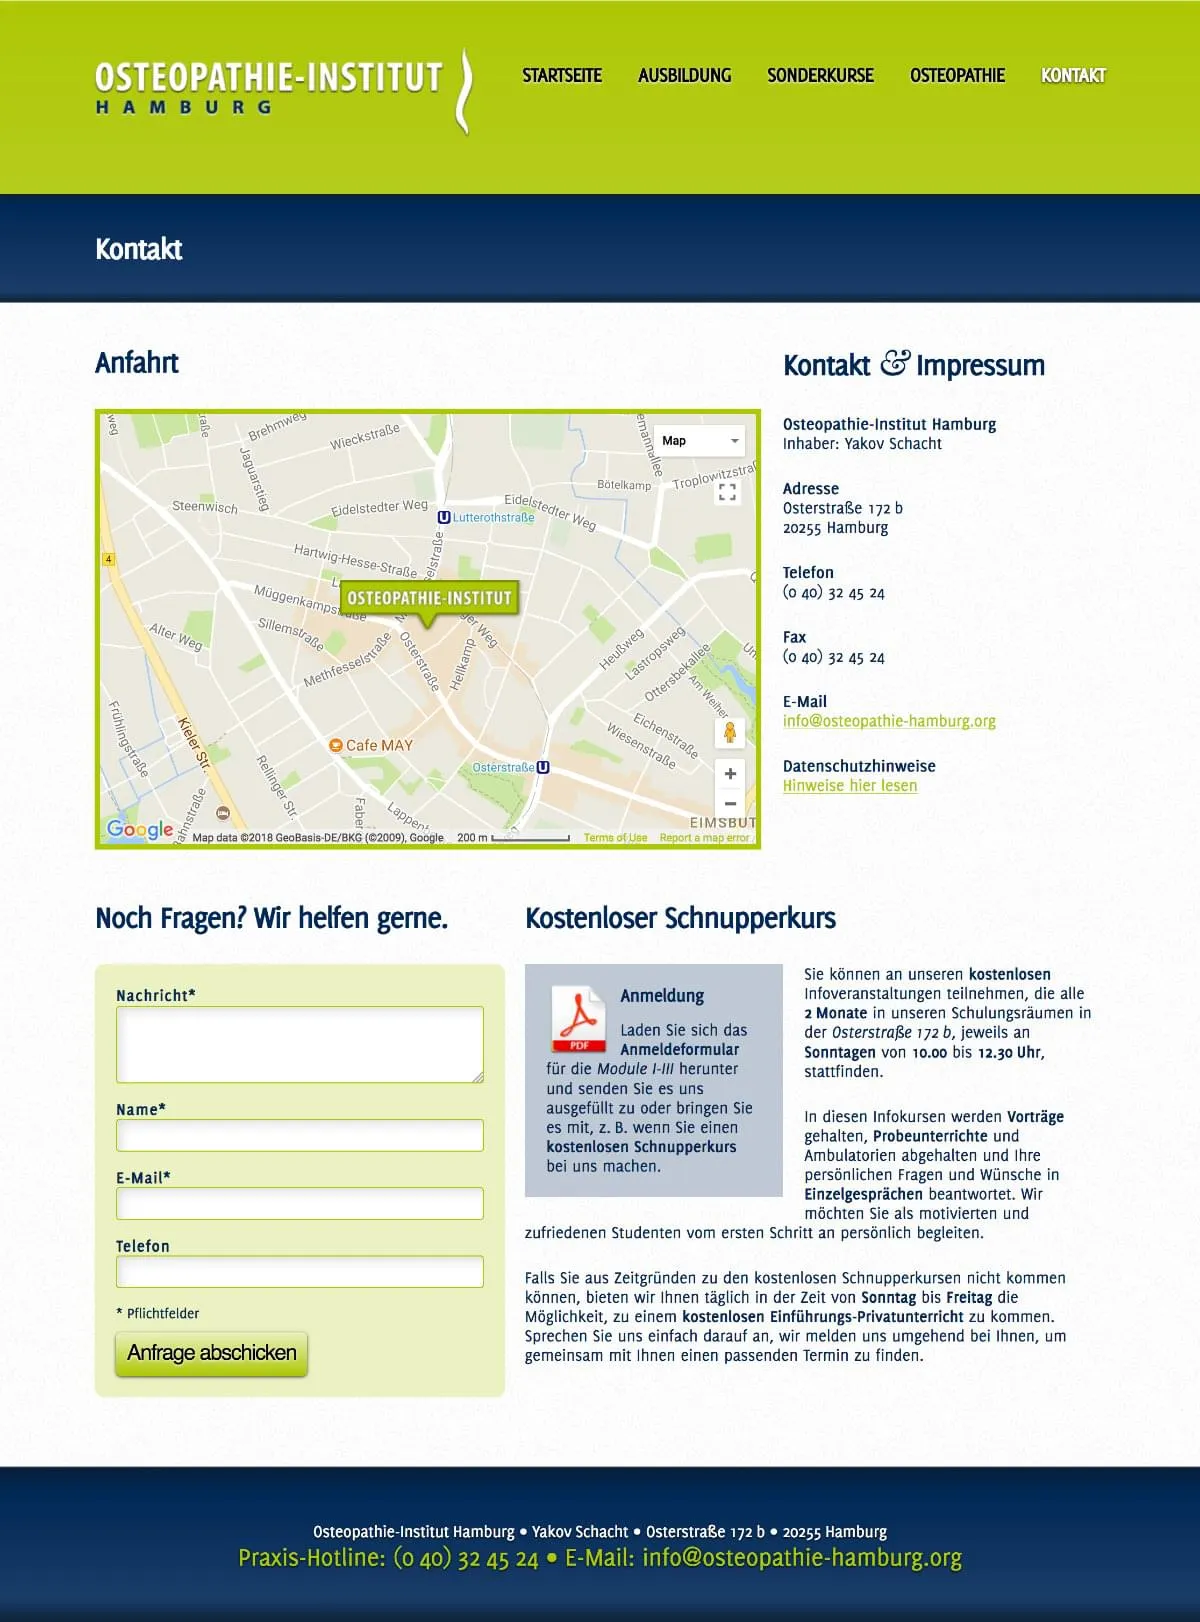 OSTEOPATHIE-INSTITUT
HAMBURG
STARTSEITE
AUSBILDUNG
SONDERKURSE
OSTEOPATHIE
KONTAKT
Kontakt
Anfahrt
Brehmweg
Wieckstraße
Jaguarstieg
Steenwisch
Eidelstedter Weg
Eidelstedter Weg
Lutterothstraße
Bötelkamp
Troplowitzstraß
Map
4
Hartwig-Hesse-Straße
Müggenkampstraße
OSTEOPATHIE-INSTITUT
Sillemstraße
Alter Weg
Methfesselstraße
Osterstraße
Hellkamp
Heußweg
Lastropsweg
Ottersbekallee
Am Weiher
Eichenstraße
Wiesenstraße
Frühlingstraße
Kieler Str.
Rellinger Str.
Cafe MAY
Osterstraße
Faber
Lappenb
EIMSBUT
Google
Map data ©2018 GeoBasis-DE/BKG (©2009), Google
200 m
Terms of Use
Report a map error
Kontakt & Impressum
Osteopathie-Institut Hamburg
Inhaber: Yakov Schacht
Adresse
Osterstraße 172 b
20255 Hamburg
Telefon
(0 40) 32 45 24
Fax
(0 40) 32 45 24
E-Mail
info@osteopathie-hamburg.org
Datenschutzhinweise
Hinweise hier lesen
Noch Fragen? Wir helfen gerne.
Nachricht*
Name*
E-Mail*
Telefon
* Pflichtfelder
Anfrage abschicken
Kostenloser Schnupperkurs
PDF
Anmeldung
Laden Sie sich das
Anmeldeformular
für die Module I-III herunter
und senden Sie es uns
ausgefüllt zu oder bringen Sie
es mit, z. B. wenn Sie einen
kostenlosen Schnupperkurs
bei uns machen.
Sie können an unseren kostenlosen
Infoveranstaltungen teilnehmen, die alle
2 Monate in unseren Schulungsräumen in
der Osterstraße 172 b, jeweils an
Sonntagen von 10.00 bis 12.30 Uhr,
stattfinden.
In diesen Infokursen werden Vorträge
gehalten, Probeunterrichte und
Ambulatorien abgehalten und Ihre
persönlichen Fragen und Wünsche in
Einzelgesprächen beantwortet. Wir
möchten Sie als motivierten und
zufriedenen Studenten vom ersten Schritt an persönlich begleiten.
Falls Sie aus Zeitgründen zu den kostenlosen Schnupperkursen nicht kommen
können, bieten wir Ihnen täglich in der Zeit von Sonntag bis Freitag die
Möglichkeit, zu einem kostenlosen Einführungs-Privatunterricht zu kommen.
Sprechen Sie uns einfach darauf an, wir melden uns umgehend bei Ihnen, um
gemeinsam mit Ihnen einen passenden Termin zu finden.
Osteopathie-Institut Hamburg • Yakov Schacht • Osterstraße 172 b • 20255 Hamburg
Praxis-Hotline: (0 40) 32 45 24 • E-Mail: info@osteopathie-hamburg.org